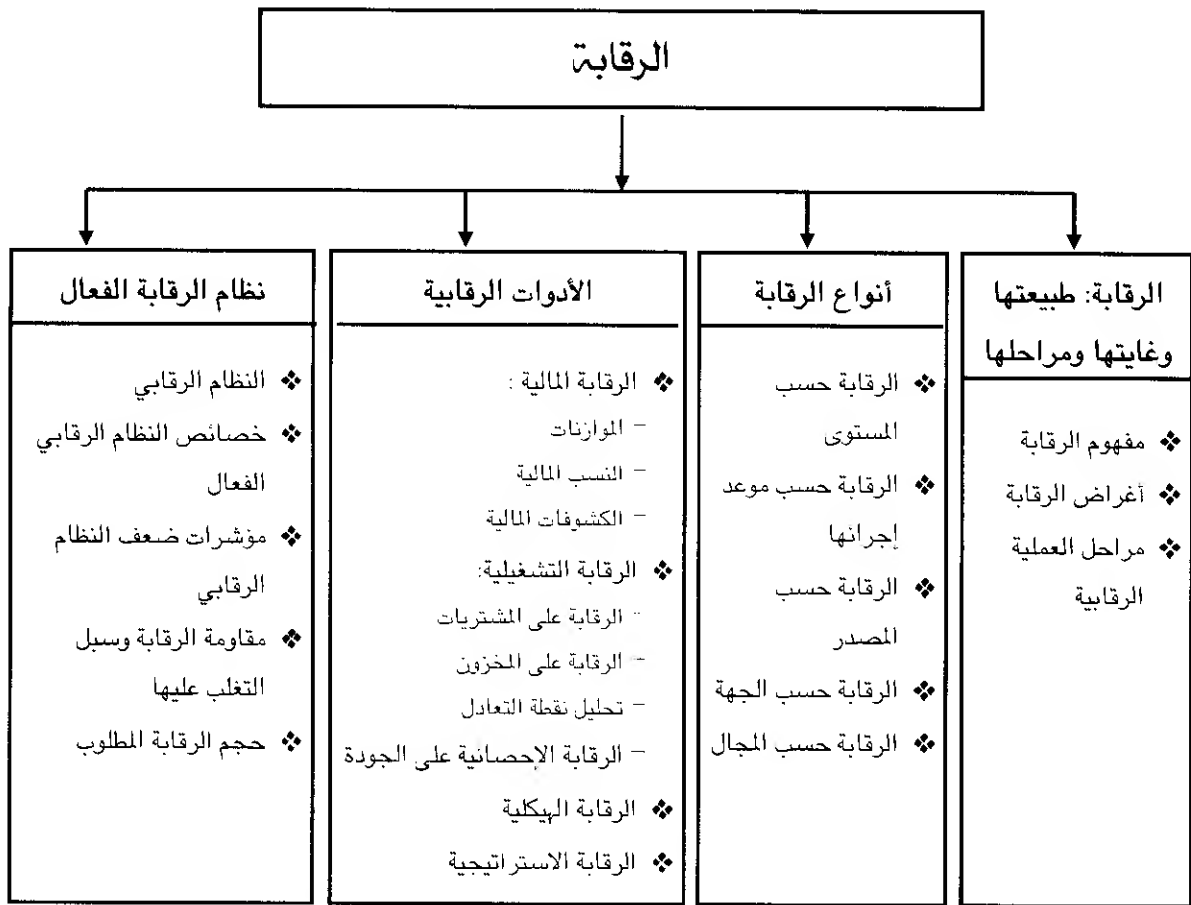 الرقابة
الرقابة: طبيعتها
وغايتها ومراحلها
❖ مفهوم الرقابة
❖ أغراض الرقابة
❖ مراحل العملية
الرقابية
أنواع الرقابة
❖ الرقابة حسب
المستوى
❖ الرقابة حسب موعد
إجرائها
❖ الرقابة حسب
المصدر
❖ الرقابة حسب الجهة
❖ الرقابة حسب المجال
الأدوات الرقابية
❖ الرقابة المالية :
– الموازنات
– النسب المالية
– الكشوفات المالية
❖ الرقابة التشغيلية:
– الرقابة على المشتريات
– الرقابة على المخزون
– تحليل نقطة التعادل
– الرقابة الإحصائية على الجودة
❖ الرقابة الهيكلية
❖ الرقابة الاستراتيجية
نظام الرقابة الفعال
❖ النظام الرقابي
❖ خصائص النظام الرقابي
الفعال
❖ مؤشرات ضعف النظام
الرقابي
❖ مقاومة الرقابة وسبل
التغلب عليها
❖ حجم الرقابة المطلوب